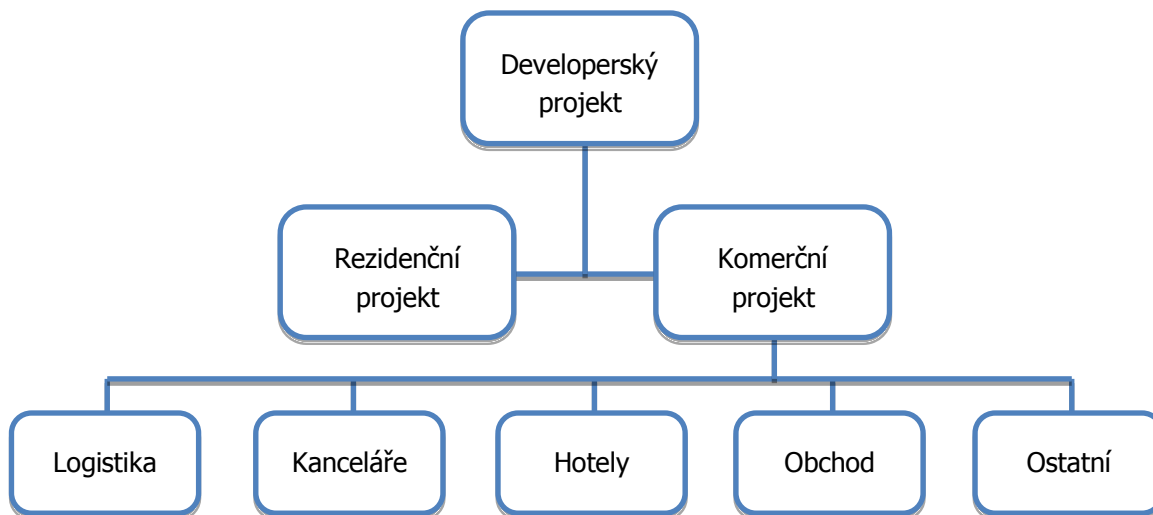 Developerský
projekt
Rezidenční
projekt
Komerční
projekt
Logistika
Kanceláře
Hotely
Obchod
Ostatní